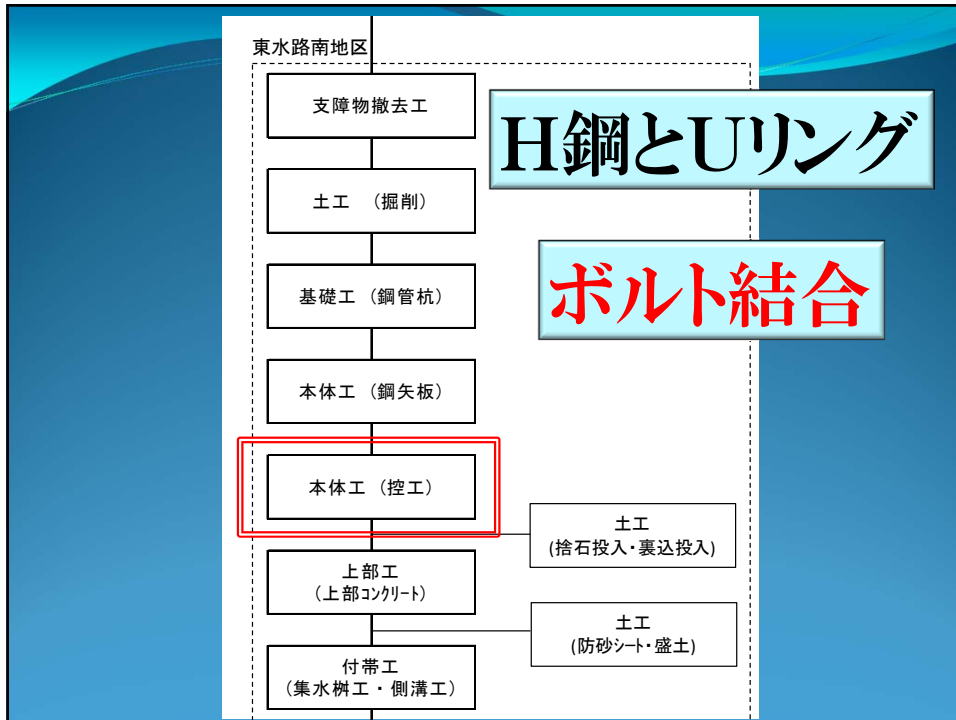 東水路南地区
支障物撤去工
H鋼とUリング
土工 （掘削）
ボルト結合
基礎工（鋼管杭）
本体工（鋼矢板）
本体工（控工）
土工
(捨石投入・裏込投入)
上部工
（上部ｺﾝｸﾘｰﾄ）
土工
(防砂ｼｰﾄ・盛土)
付帯工
（集水桝工・側溝工）